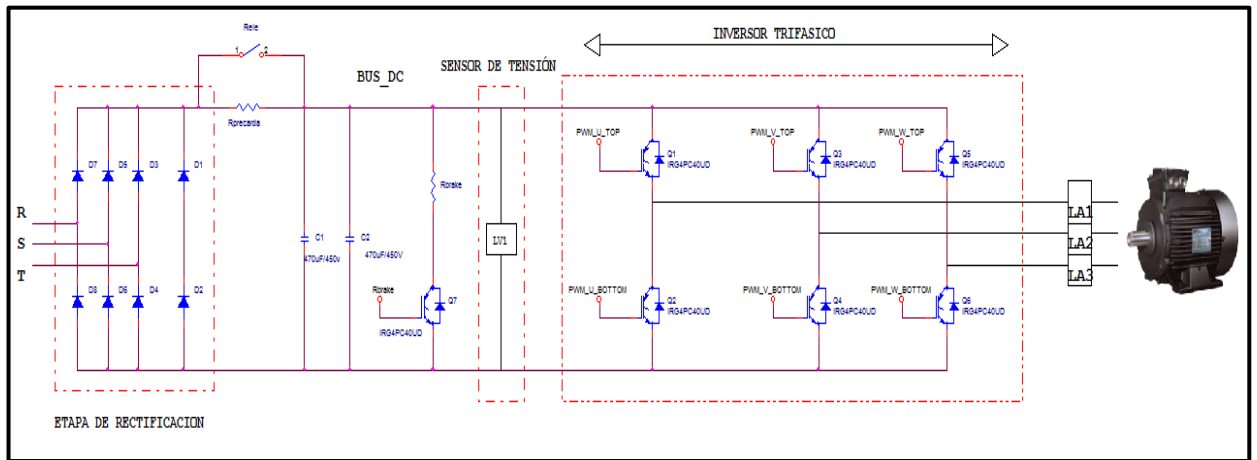 Rele
1 2
INVERSOR TRIFASICO
BUS_DC
SENSOR DE TENSIÓN
Rprecarda
PWM_U_TOP
PWM_V_TOP
PWM_W_TOP
D7
D5
D3
D1
Q1
IRG4PC40UD
Q3
IRG4PC40UD
Q5
IRG4PC40UD
Rbrake
R
S
T
LA1
LA2
LA3
C1
470uF/450v
C2
470uF/450V
LV1
D8
D6
D4
D2
Rbrake
Q7
IRG4PC40UD
PWM_U_BOTTOM
PWM_V_BOTTOM
PWM_W_BOTTOM
Q2
IRG4PC40UD
Q4
IRG4PC40UD
Q6
IRG4PC40UD
ETAPA DE RECTIFICACION